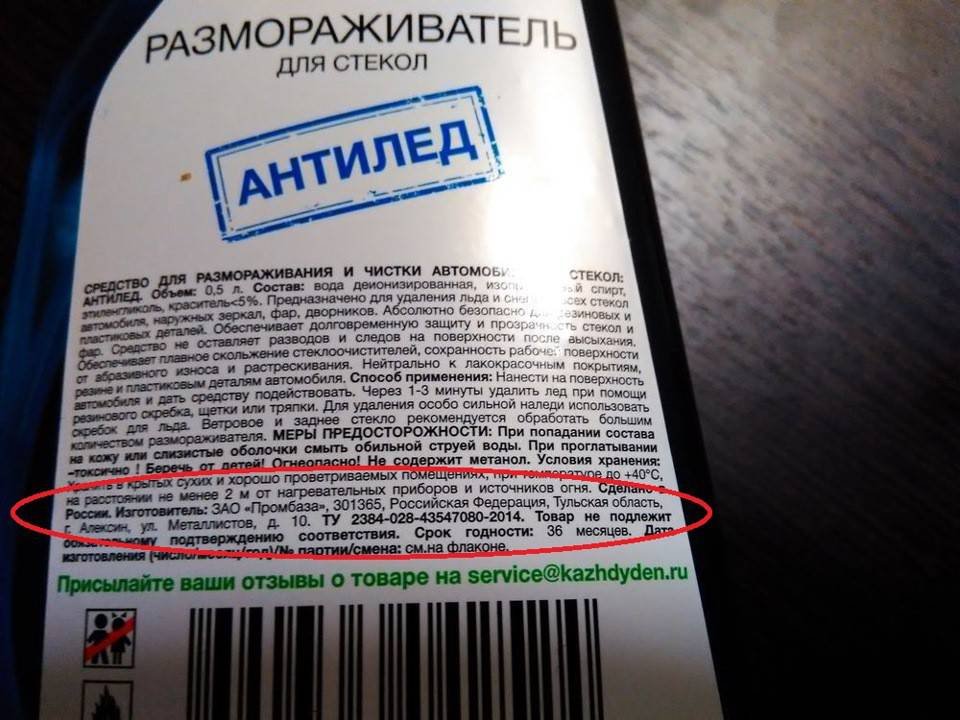 РАЗМОРАЖИВАТЕЛЬ
ДЛЯ СТЕКОЛ
АНТИЛЕД
СРЕДСТВО ДЛЯ РАЗМОРАЖИВАНИЯ И ЧИСТКИ СТЕКОЛ:
АНТИЛЕД. Объем: 0,5 л. Состав: вода деионизированная, спирт,
этиленгликоль, краситель<5%. Предназначено для удаления льда и стекол
автомобиля, наружных зеркал, фар, дворников. Абсолютно безопасно и
пластиковых деталей. Обеспечивает долговременную защиту и стекол и
фар. Средство не оставляет разводов и следов на поверхности после высыхания.
Обеспечивает плавное скольжение стеклоочистителей, сохранность рабочей поверхности
от абразивного износа и растрескивания. Нейтрально к лакокрасочным покрытиям,
резине и пластиковым деталям автомобиля. Способ применения: Нанести на поверхность
автомобиля и дать средству подействовать. Через 1-3 минуты удалить лед при помощи
резинового скребка, щетки или тряпки. Для удаления особо сильной наледи использовать
скребок для льда. Ветровое и заднее стекло рекомендуется обработать большим
количеством размораживателя. МЕРЫ ПРЕДОСТОРОЖНОСТИ: При попадании состава
на кожу или слизистые оболочки смыть обильной струей воды. При проглатывании
-токсично ! Беречь от детей! Огнеопасно! Не содержит метанол. Условия хранения:
Хранить в крытых сухих и хорошо проветриваемых помещениях, при температуре до +40°С,
на расстоянии не менее 2 м от нагревательных приборов и источников огня. Сделано в
России. Изготовитель: ЗАО «Промбаза», 301365, Российская Федерация, Тульская область,
г. Алексин, ул. Металлистов, д. 10. ТУ 2384-028-43547080-2014. Товар не подлежит
обязательному подтверждению соответствия. Срок годности: 36 месяцев. Дата
изготовления (число/месяц/год)/№ партии/смена: см.на флаконе.
Присылайте ваши отзывы о товаре на service@kazhdyden.ru